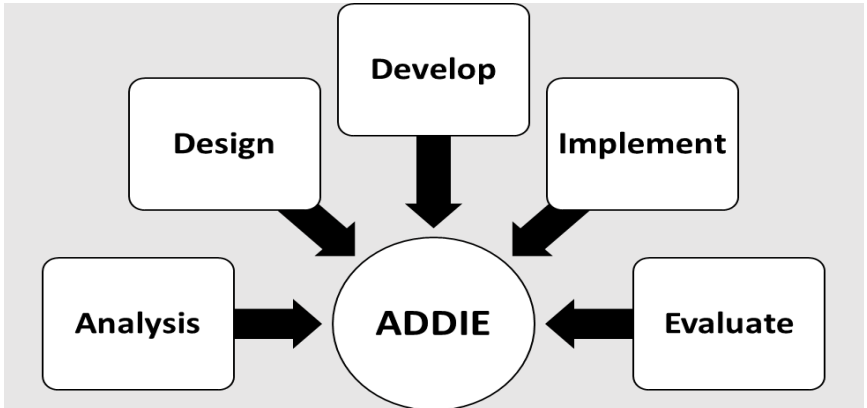 Develop
Design
Implement
Analysis
ADDIE
Evaluate